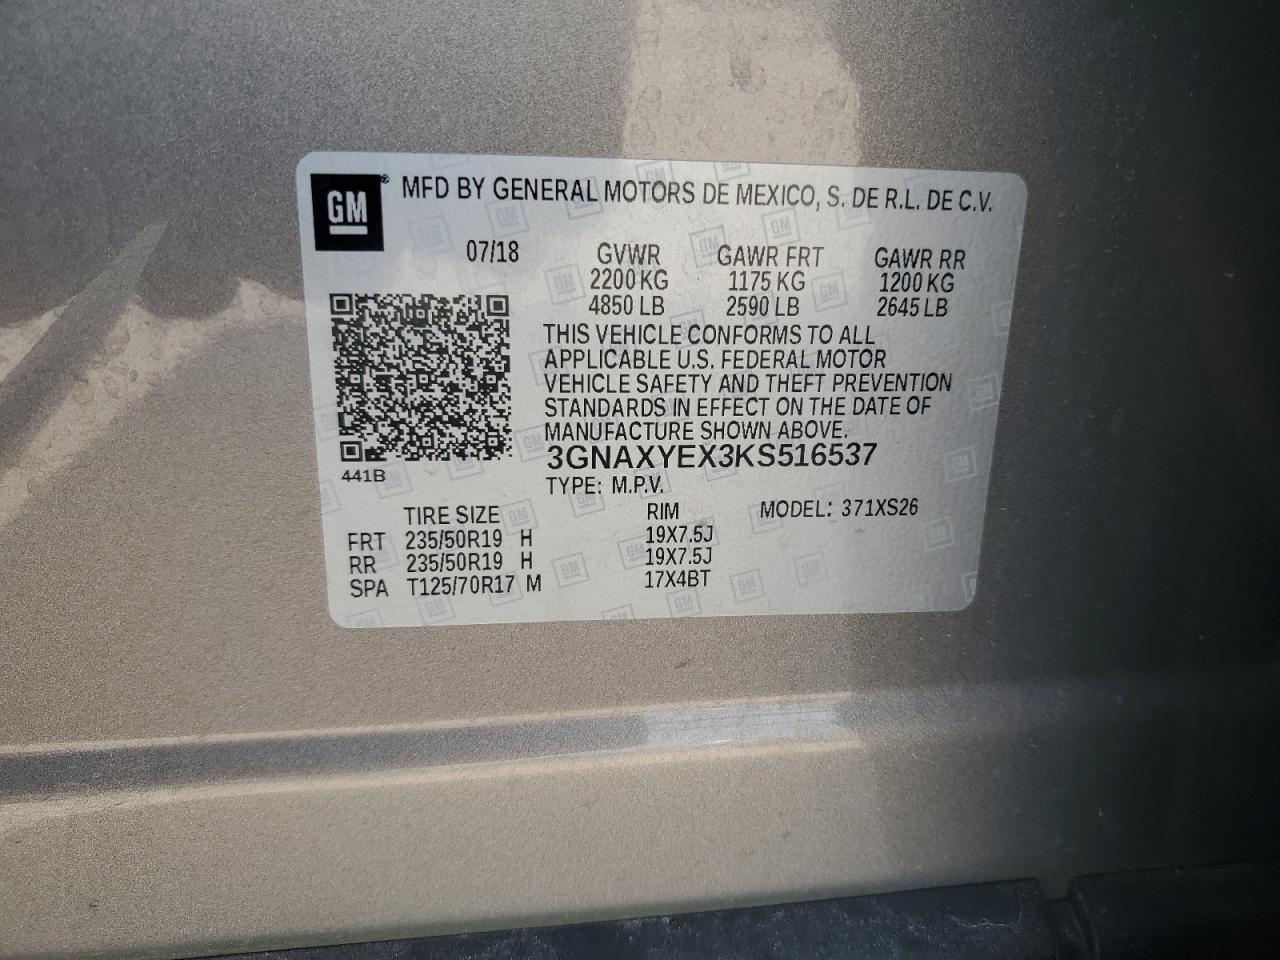 GM® MFD BY GENERAL MOTORS DE MEXICO, S. DE R.L. DE C.V.
07/18 GVWR GAWR FRT GAWR RR
2200 KG 1175 KG 1200 KG
4850 LB 2590 LB 2645 LB
THIS VEHICLE CONFORMS TO ALL
APPLICABLE U.S. FEDERAL MOTOR
VEHICLE SAFETY AND THEFT PREVENTION
STANDARDS IN EFFECT ON THE DATE OF
MANUFACTURE SHOWN ABOVE.
3GNAXYEX3KS516537
441B
TYPE: M.P.V.
TIRE SIZE RIM MODEL: 371XS26
FRT 235/50R19 H 19X7.5J
RR 235/50R19 H 19X7.5J
SPA T125/70R17 M 17X4BT